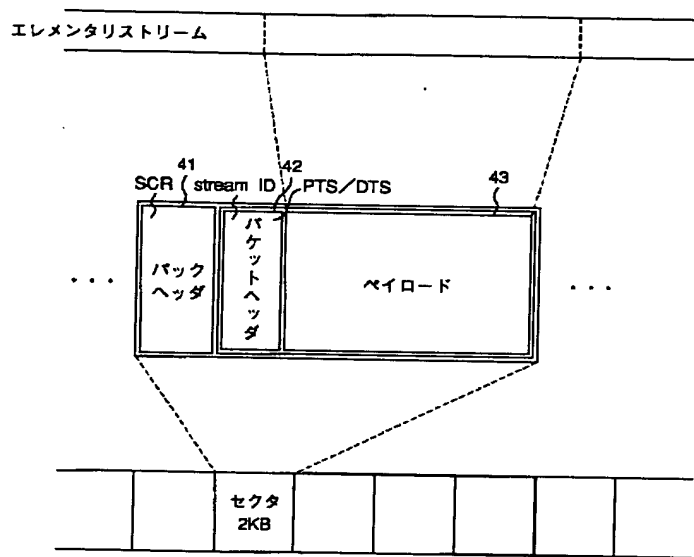 エレメンタリストリーム
41
42
43
SCR
stream ID
PTS／DTS
・・・
パック
ヘッダ
パケットヘッダ
ペイロード
・・・
セクタ
2KB